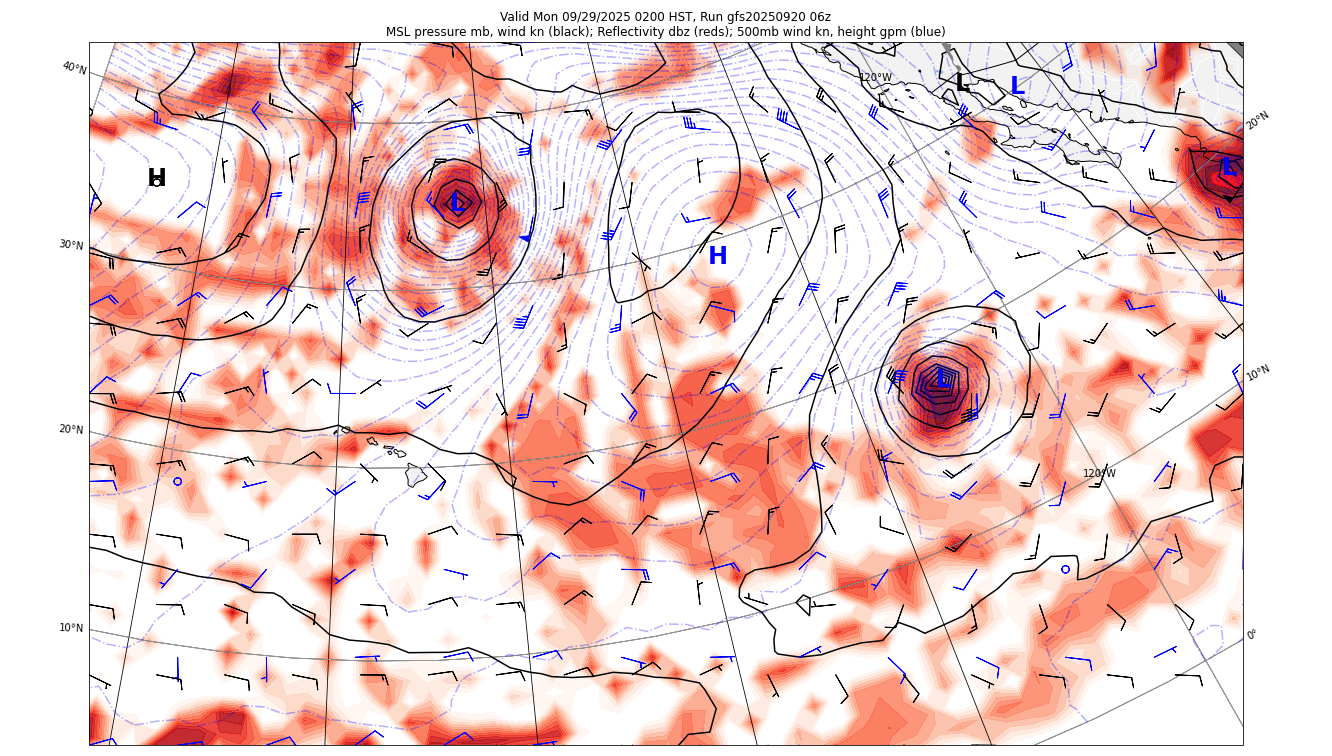 Valid Mon 09/29/2025 0200 HST, Run gfs20250920 06z
MSL pressure mb, wind kn (black); Reflectivity dbz (reds); 500mb wind kn, height gpm (blue)
40°N
120°W
L
L
20°N
H
L
L
30°N
H
10°N
L
20°N
120°W
10°N
0°